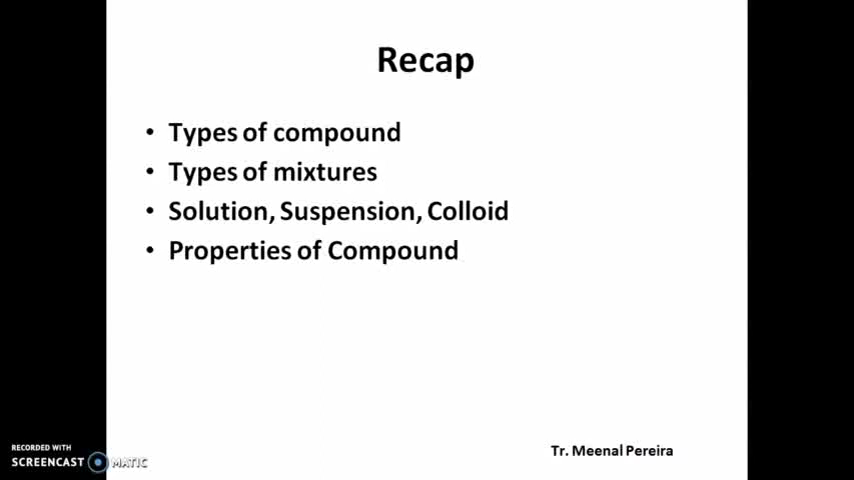 Recap
• Types of compound
• Types of mixtures
• Solution, Suspension, Colloid
• Properties of Compound
Tr. Meenal Pereira
RECORDED WITH
SCREENCAST MATIC